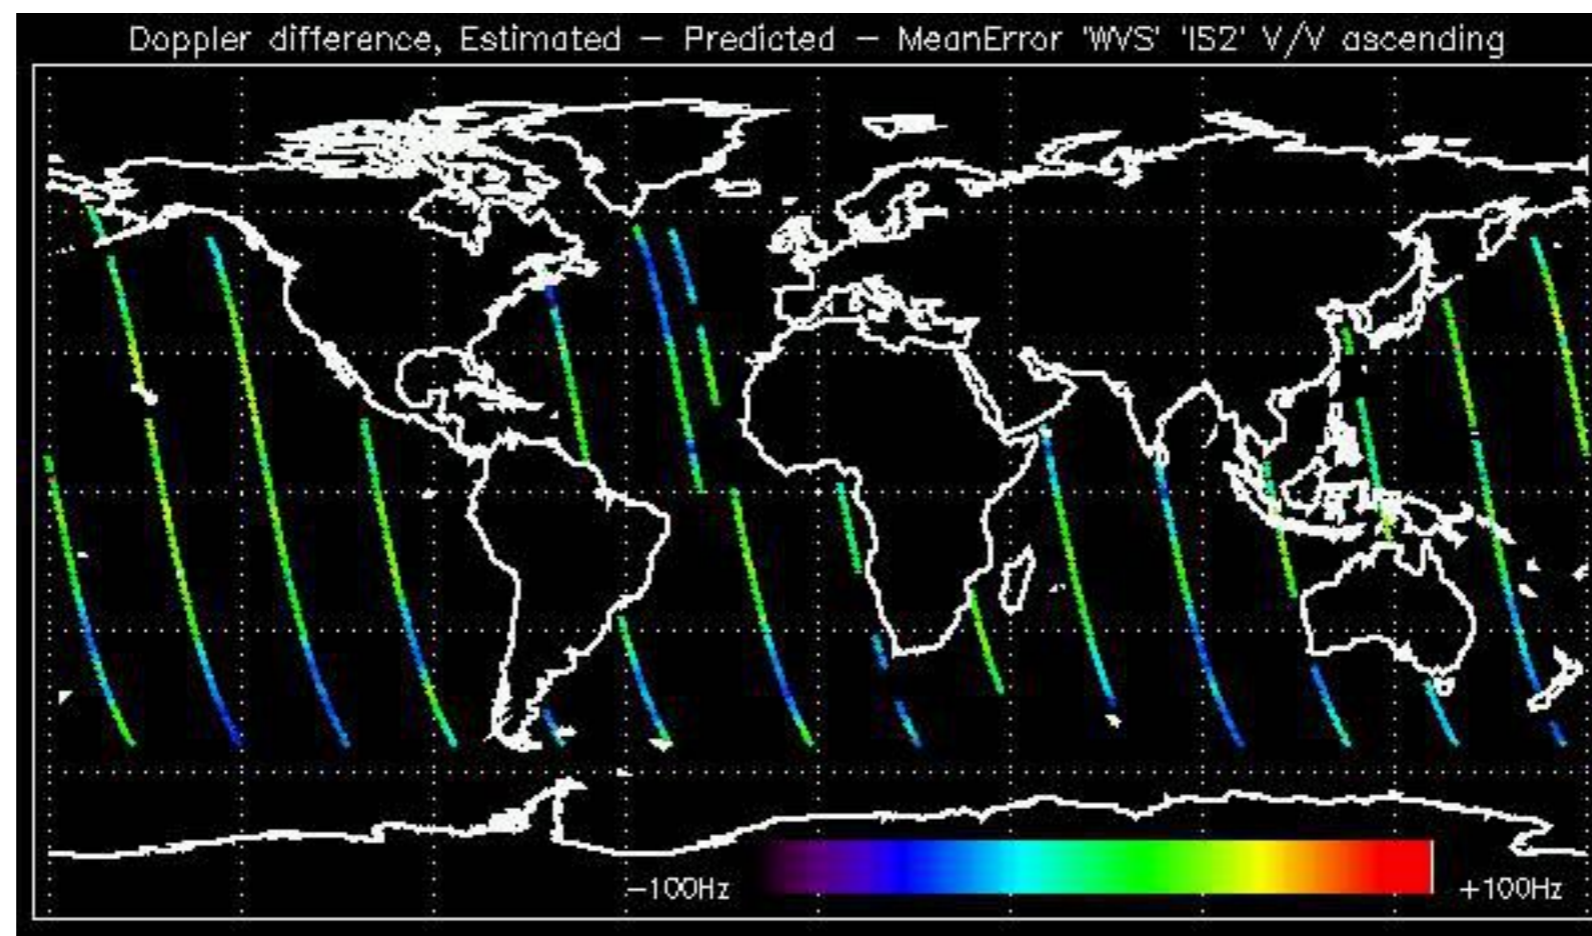 Doppler difference, Estimated – Predicted – MeanError 'WVS' 'IS2' V/V ascending
–100Hz +100Hz